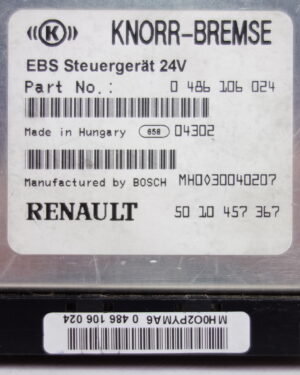 K KNORR-BREMSE
EBS Steuergerät 24V
Part No.: 0 486 106 024
Made in Hungary 658 04302
Manufactured by BOSCH MH0030040207
RENAULT 50 10 457 367
MH0O2PYMA6 0 486 106 024